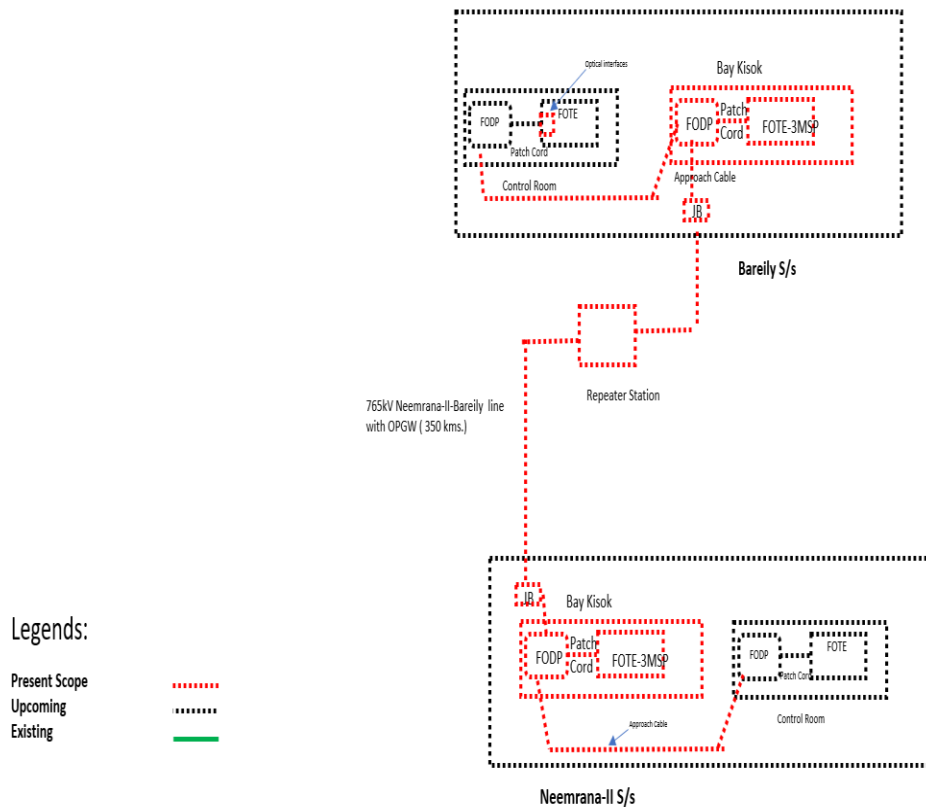 Optical interfaces
Bay Kisok
FODP
FOTE
Patch Cord
Control Room
FODP
Patch
Cord
FOTE-3MSP
Approach Cable
JB
Bareily S/s
Repeater Station
765kV Neemrana-II-Bareily line
with OPGW ( 350 kms.)
JB
Bay Kisok
FODP
Patch
Cord
FOTE-3MSP
FODP
FOTE
Patch Cord
Control Room
Approach Cable
Neemrana-II S/s
Legends:
Present Scope
Upcoming
Existing